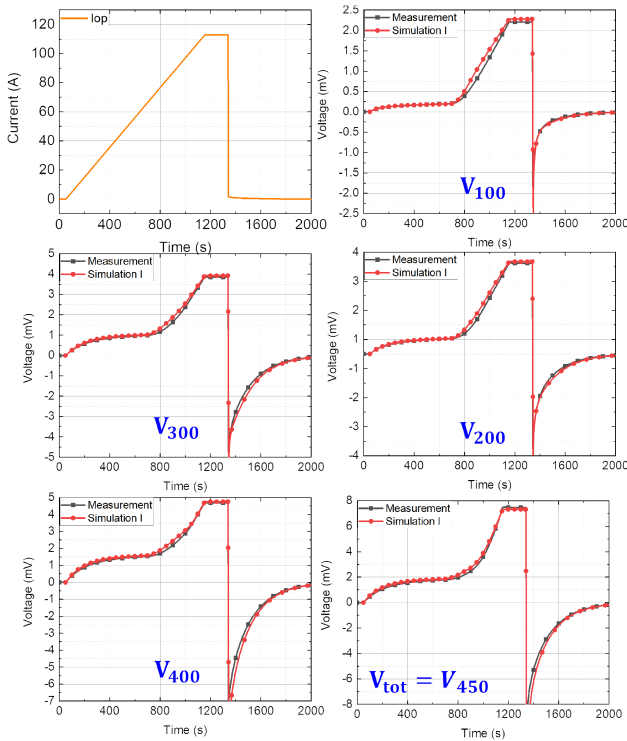 120
100
80
60
40
20
0
Current (A)
Iop
0 400 800 1200 1600 2000
Time (s)
2.5
2.0
1.5
1.0
0.5
0.0
-0.5
-1.0
-1.5
-2.0
-2.5
Voltage (mV)
Measurement
Simulation I
V100
0 400 800 1200 1600 2000
Time (s)
5
4
3
2
1
0
-1
-2
-3
-4
-5
Voltage (mV)
Measurement
Simulation I
V300
0 400 800 1200 1600 2000
Time (s)
4
3
2
1
-1
-2
-3
-4
Voltage (mV)
Measurement
Simulation I
V200
0 400 800 1200 1600 2000
Time (s)
5
4
3
2
1
0
-1
-2
-3
-4
-5
-6
-7
Voltage (mV)
Measurement
Simulation I
V400
0 400 800 1200 1600 2000
Time (s)
8
6
4
2
0
-2
-4
-6
-8
Voltage (mV)
Measurement
Simulation I
Vtot = V450
0 400 800 1200 1600 2000
Time (s)